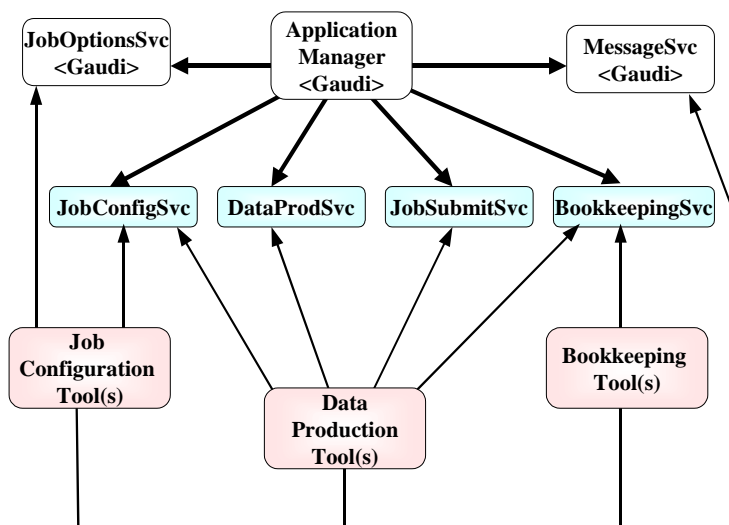 JobOptionsSvc
<Gaudi>
Application
Manager
<Gaudi>
MessageSvc
<Gaudi>
JobConfigSvc
DataProdSvc
JobSubmitSvc
BookkeepingSvc
Job
Configuration
Tool(s)
Data
Production
Tool(s)
Bookkeeping
Tool(s)